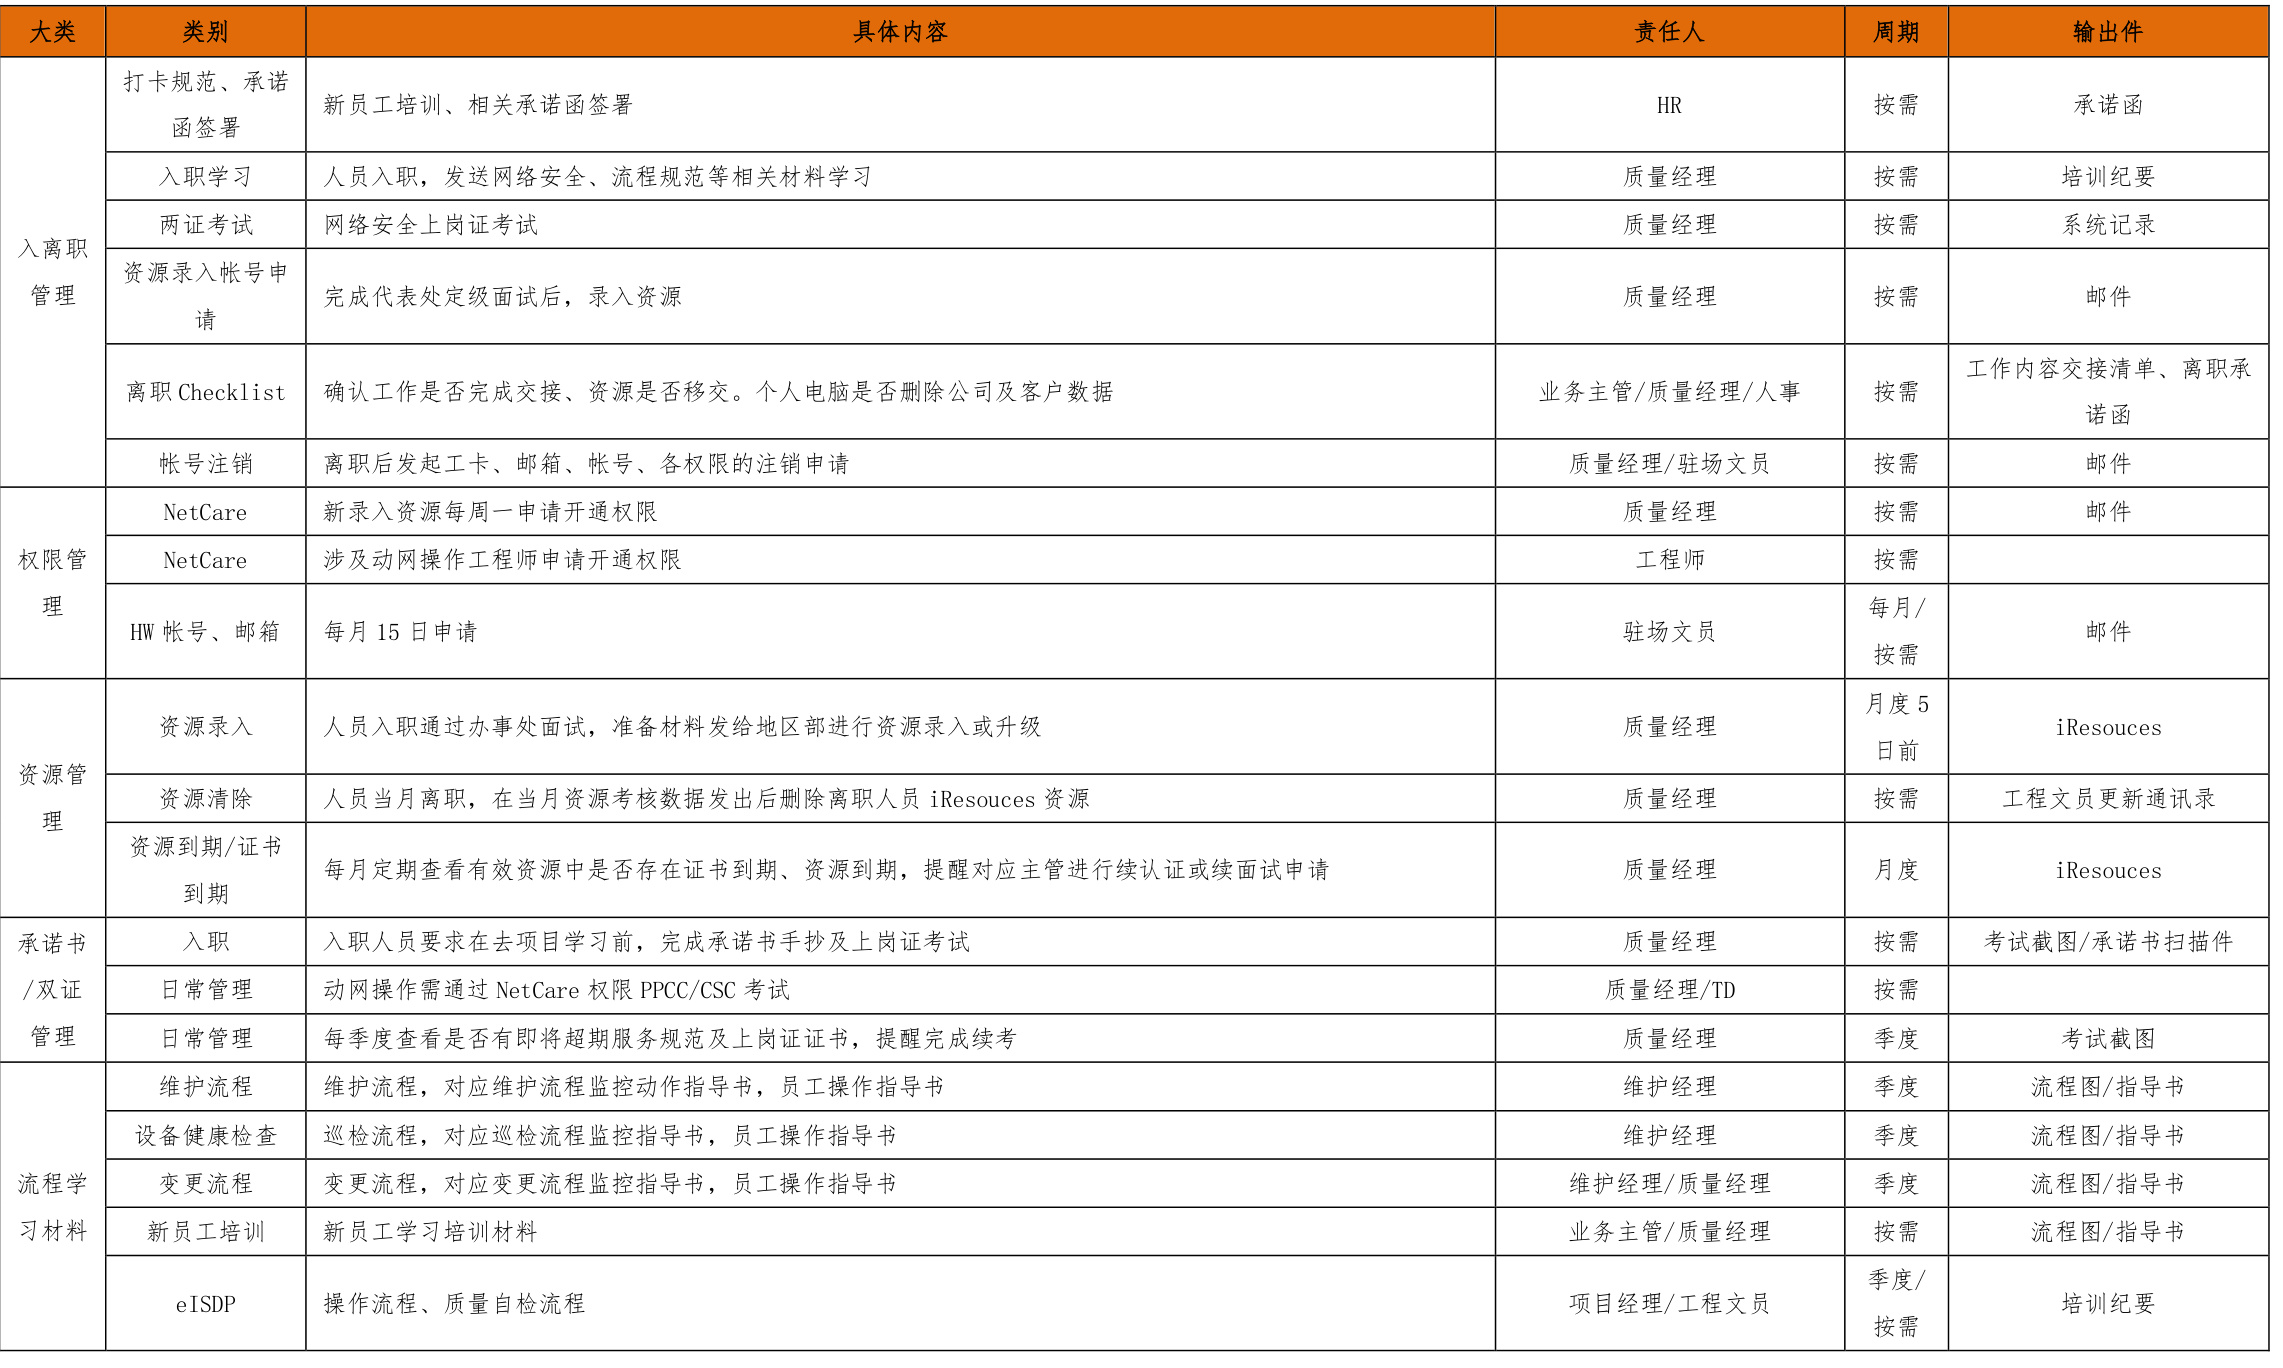 大类 类别 具体内容 责任人 周期 输出件
入离职
管理
打卡规范、承诺
函签署
新员工培训、相关承诺函签署 HR 按需 承诺函
入职学习 人员入职，发送网络安全、流程规范等相关材料学习 质量经理 按需 培训纪要
两证考试 网络安全上岗证考试 质量经理 按需 系统记录
资源录入帐号申
请
完成代表处定级面试后，录入资源 质量经理 按需 邮件
离职 Checklist 确认工作是否完成交接、资源是否移交。个人电脑是否删除公司及客户数据 业务主管/质量经理/人事 按需
工作内容交接清单、离职承
诺函
帐号注销 离职后发起工卡、邮箱、帐号、各权限的注销申请 质量经理/驻场文员 按需 邮件
权限管
理
NetCare 新录入资源每周一申请开通权限 质量经理 按需 邮件
NetCare 涉及动网操作工程师申请开通权限 工程师 按需
HW 帐号、邮箱 每月 15 日申请 驻场文员
每月/
按需
邮件
资源管
理
资源录入 人员入职通过办事处面试，准备材料发给地区部进行资源录入或升级 质量经理
月度 5
日前
iResouces
资源清除 人员当月离职，在当月资源考核数据发出后删除离职人员 iResouces 资源 质量经理 按需 工程文员更新通讯录
资源到期/证书
到期
每月定期查看有效资源中是否存在证书到期、资源到期，提醒对应主管进行续认证或续面试申请 质量经理 月度 iResouces
承诺书
/双证
管理
入职 入职人员要求在去项目学习前，完成承诺书手抄及上岗证考试 质量经理 按需 考试截图/承诺书扫描件
日常管理 动网操作需通过 NetCare 权限 PPCC/CSC 考试 质量经理/TD 按需
日常管理 每季度查看是否有即将超期服务规范及上岗证证书，提醒完成续考 质量经理 季度 考试截图
流程学
习材料
维护流程 维护流程，对应维护流程监控动作指导书，员工操作指导书 维护经理 季度 流程图/指导书
设备健康检查 巡检流程，对应巡检流程监控指导书，员工操作指导书 维护经理 季度 流程图/指导书
变更流程 变更流程，对应变更流程监控指导书，员工操作指导书 维护经理/质量经理 季度 流程图/指导书
新员工培训 新员工学习培训材料 业务主管/质量经理 按需 流程图/指导书
eISDP 操作流程、质量自检流程 项目经理/工程文员
季度/
按需
培训纪要